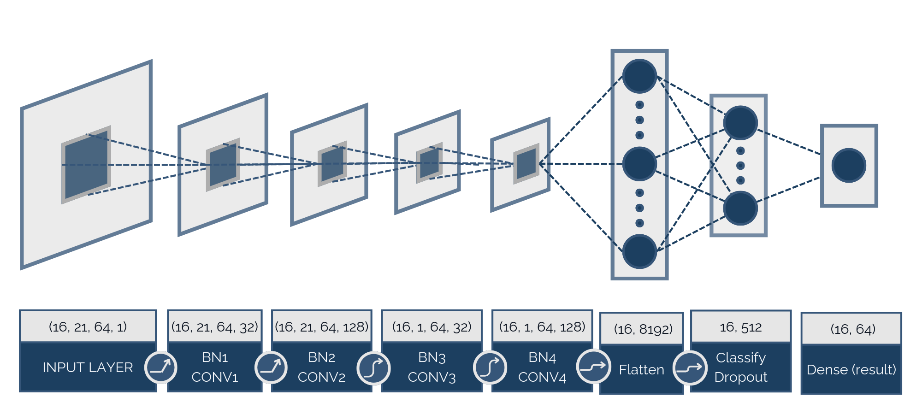 (16, 21, 64, 1)
INPUT LAYER
(16, 21, 64, 32)
BN1
CONV1
(16, 21, 64, 128)
BN2
CONV2
(16, 1, 64, 32)
BN3
CONV3
(16, 1, 64, 128)
BN4
CONV4
(16, 8192)
Flatten
16, 512
Classify
Dropout
(16, 64)
Dense (result)